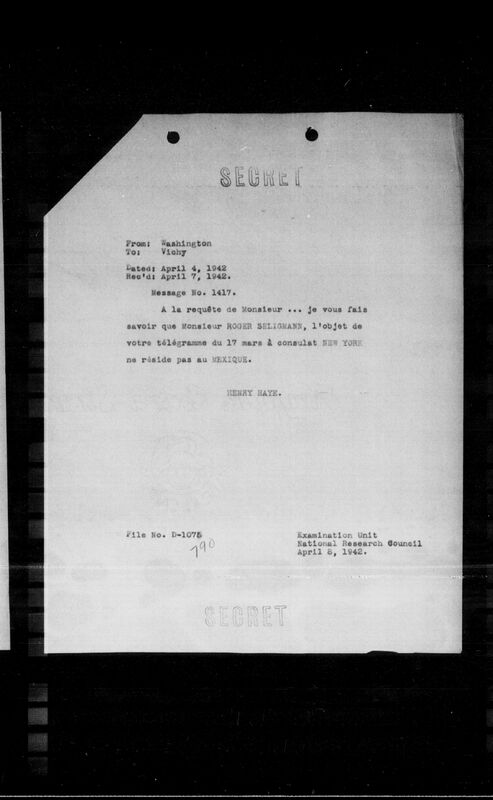 SECRET
From: Washington
To: Vichy
Dated: April 4, 1942
Rec'd: April 7, 1942.
Message No. 1417.
A la requête de Monsieur ... je vous fais
savoir que Monsieur ROGER SELIGMANN, l'objet de
votre télégramme du 17 mars à consulat NEW YORK
ne réside pas au MEXIQUE.
HENRY HAYE.
File No. D-1075
790
Examination Unit
National Research Council
April 8, 1942.
SECRET